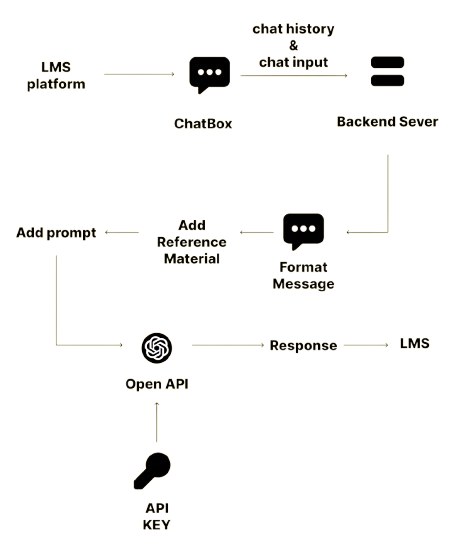 LMS
platform
ChatBox
chat history
&
chat input
Backend Sever
Add prompt
Add
Reference
Material
Format
Message
Open API
Response
LMS
API
KEY